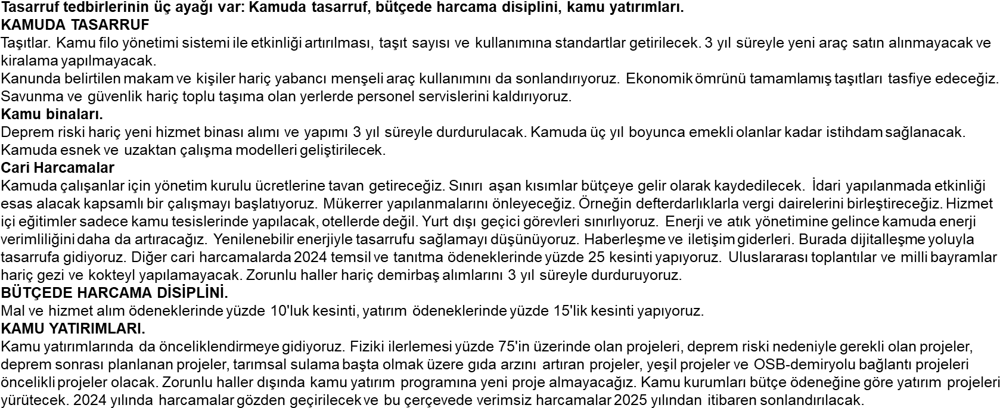 Tasarruf tedbirlerinin üç ayağı var: Kamuda tasarruf, bütçede harcama disiplini, kamu yatırımları.
KAMUDA TASARRUF
Taşıtlar. Kamu filo yönetimi sistemi ile etkinliği artırılması, taşıt sayısı ve kullanımına standartlar getirilecek. 3 yıl süreyle yeni araç satın alınmayacak ve
kiralama yapılmayacak.
Kanunda belirtilen makam ve kişiler hariç yabancı menşeli araç kullanımını da sonlandırıyoruz. Ekonomik ömrünü tamamlamış taşıtları tasfiye edeceğiz.
Savunma ve güvenlik hariç toplu taşıma olan yerlerde personel servislerini kaldırıyoruz.
Kamu binaları.
Deprem riski hariç yeni hizmet binası alımı ve yapımı 3 yıl süreyle durdurulacak. Kamuda üç yıl boyunca emekli olanlar kadar istihdam sağlanacak.
Kamuda esnek ve uzaktan çalışma modelleri geliştirilecek.
Cari Harcamalar
Kamuda çalışanlar için yönetim kurulu ücretlerine tavan getireceğiz. Sınırı aşan kısımlar bütçeye gelir olarak kaydedilecek. İdari yapılanmada etkinliği
esas alacak kapsamlı bir çalışmayı başlatıyoruz. Mükerrer yapılanmalarını önleyeceğiz. Örneğin defterdarlıklarla vergi dairelerini birleştireceğiz. Hizmet
içi eğitimler sadece kamu tesislerinde yapılacak, otellerde değil. Yurt dışı geçici görevleri sınırlıyoruz. Enerji ve atık yönetimine gelince kamuda enerji
verimliliğini daha da artıracağız. Yenilenebilir enerjiyle tasarrufu sağlamayı düşünüyoruz. Haberleşme ve iletişim giderleri. Burada dijitalleşme yoluyla
tasarrufa gidiyoruz. Diğer cari harcamalarda 2024 temsil ve tanıtma ödeneklerinde yüzde 25 kesinti yapıyoruz. Uluslararası toplantılar ve milli bayramlar
hariç gezi ve kokteyl yapılamayacak. Zorunlu haller hariç demirbaş alımlarını 3 yıl süreyle durduruyoruz.
BÜTÇEDE HARCAMA DİSİPLİNİ.
Mal ve hizmet alım ödeneklerinde yüzde 10'luk kesinti, yatırım ödeneklerinde yüzde 15'lik kesinti yapıyoruz.
KAMU YATIRIMLARI.
Kamu yatırımlarında da önceliklendirmeye gidiyoruz. Fiziki ilerlemesi yüzde 75'in üzerinde olan projeleri, deprem riski nedeniyle gerekli olan projeler,
deprem sonrası planlanan projeler, tarımsal sulama başta olmak üzere gıda arzını artıran projeler, yeşil projeler ve OSB-demiryolu bağlantı projeleri
öncelikli projeler olacak. Zorunlu haller dışında kamu yatırım programına yeni proje almayacağız. Kamu kurumları bütçe ödeneğine göre yatırım projeleri
yürütecek. 2024 yılında harcamalar gözden geçirilecek ve bu çerçevede verimsiz harcamalar 2025 yılından itibaren sonlandırılacak.